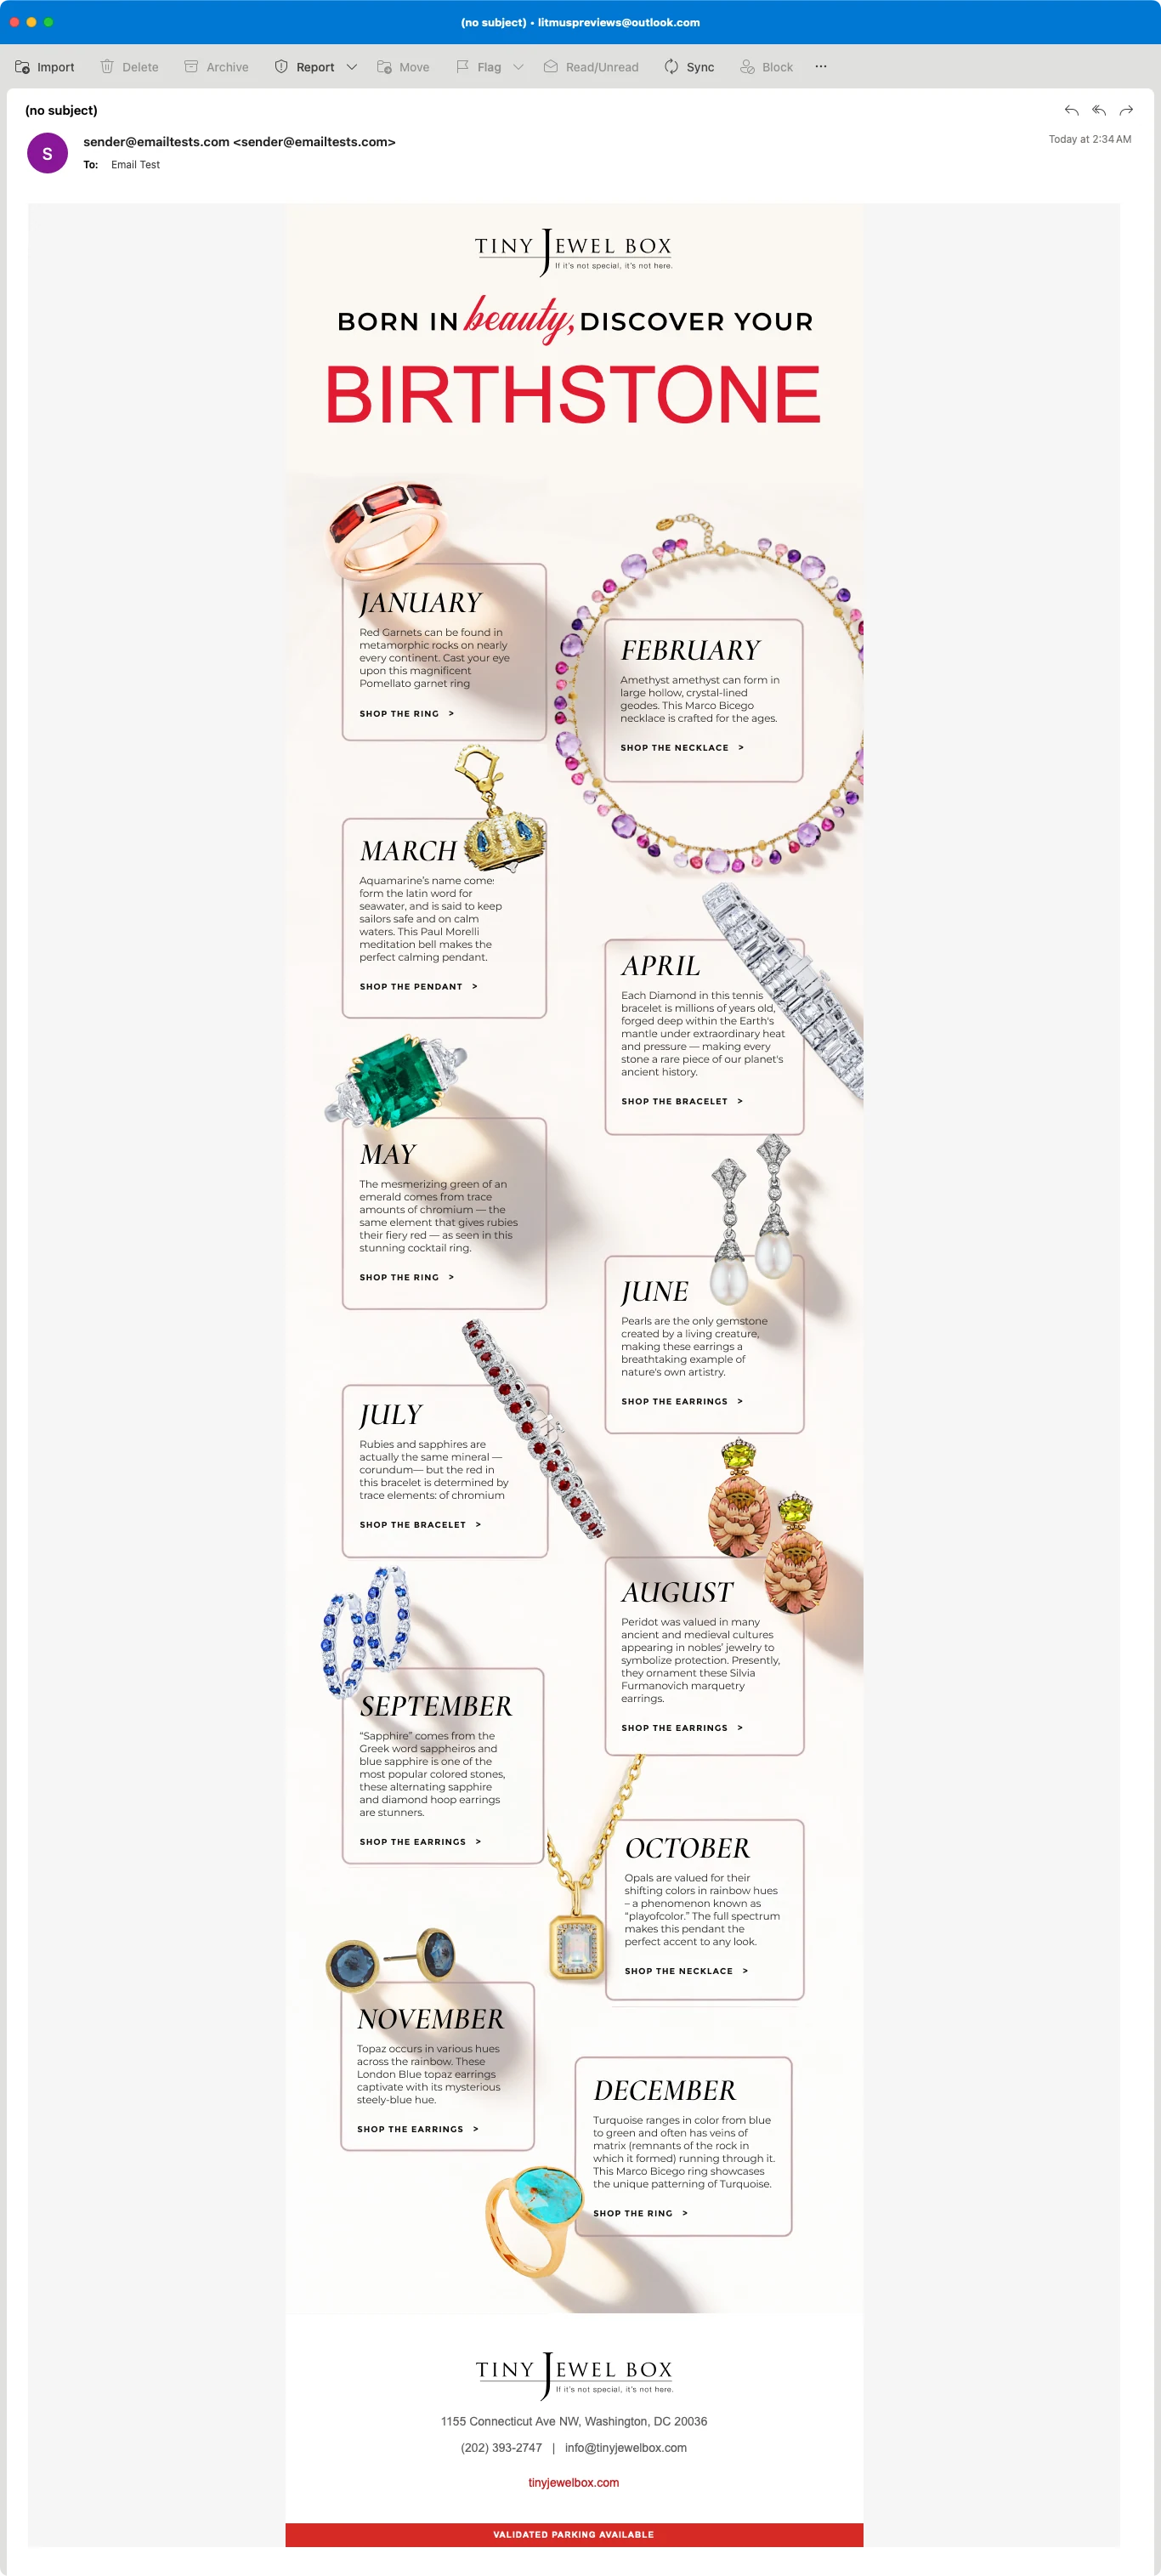 (no subject) • litmuspreviews@outlook.com
Import Delete Archive Report Move Flag Read/Unread Sync Block ...
(no subject)
S
sender@emailtests.com <sender@emailtests.com>
Today at 2:34 AM
To: Email Test
TINY JEWEL BOX
If it's not special, it's not here.
BORN IN beauty, DISCOVER YOUR
BIRTHSTONE
JANUARY
Red Garnets can be found in
metamorphic rocks on nearly
every continent. Cast your eye
upon this magnificent
Pomellato garnet ring
SHOP THE RING >
FEBRUARY
Amethyst amethyst can form in
large hollow, crystal-lined
geodes. This Marco Bicego
necklace is crafted for the ages.
SHOP THE NECKLACE >
MARCH
Aquamarine's name comes
form the latin word for
seawater, and is said to keep
sailors safe and on calm
waters. This Paul Morelli
meditation bell makes the
perfect calming pendant.
SHOP THE PENDANT >
APRIL
Each Diamond in this tennis
bracelet is millions of years old,
forged deep within the Earth's
mantle under extraordinary heat
and pressure — making every
stone a rare piece of our planet's
ancient history.
SHOP THE BRACELET >
MAY
The mesmerizing green of an
emerald comes from trace
amounts of chromium — the
same element that gives rubies
their fiery red — as seen in this
stunning cocktail ring.
SHOP THE RING >
JUNE
Pearls are the only gemstone
created by a living creature,
making these earrings a
breathtaking example of
nature's own artistry.
SHOP THE EARRINGS >
JULY
Rubies and sapphires are
actually the same mineral —
corundum— but the red in
this bracelet is determined by
trace elements: of chromium
SHOP THE BRACELET >
AUGUST
Peridot was valued in many
ancient and medieval cultures
appearing in nobles' jewelry to
symbolize protection. Presently,
they ornament these Silvia
Furmanovich marquetry
earrings.
SHOP THE EARRINGS >
SEPTEMBER
“Sapphire” comes from the
Greek word sappheiros and
blue sapphire is one of the
most popular colored stones,
these alternating sapphire
and diamond hoop earrings
are stunners.
SHOP THE EARRINGS >
OCTOBER
Opals are valued for their
shifting colors in rainbow hues
– a phenomenon known as
“playofcolor.” The full spectrum
makes this pendant the
perfect accent to any look.
SHOP THE NECKLACE >
NOVEMBER
Topaz occurs in various hues
across the rainbow. These
London Blue topaz earrings
captivate with its mysterious
steely-blue hue.
SHOP THE EARRINGS >
DECEMBER
Turquoise ranges in color from blue
to green and often has veins of
matrix (remnants of the rock in
which it formed) running through it.
This Marco Bicego ring showcases
the unique patterning of Turquoise.
SHOP THE RING >
TINY JEWEL BOX
If it's not special, it's not here.
1155 Connecticut Ave NW, Washington, DC 20036
(202) 393-2747 | info@tinyjewelbox.com
tinyjewelbox.com
VALIDATED PARKING AVAILABLE